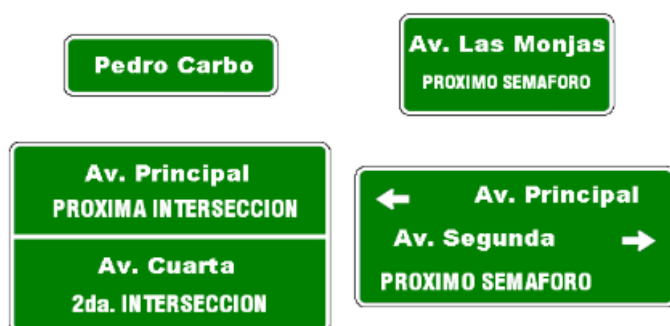 Pedro Carbo
Av. Las Monjas
PROXIMO SEMAFORO
Av. Principal
PROXIMA INTERSECCION
Av. Cuarta
2da. INTERSECCION
Av. Principal
Av. Segunda
PROXIMO SEMAFORO